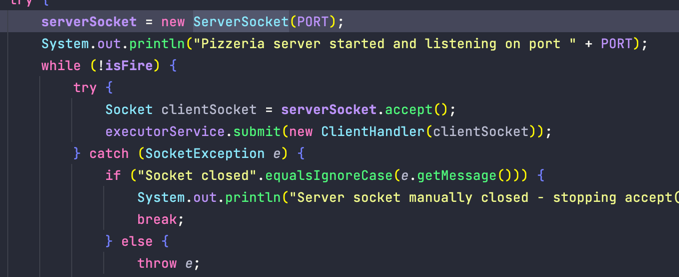 try {
serverSocket = new ServerSocket(PORT);
System.out.println("Pizzeria server started and listening on port " + PORT);
while (!isFire) {
try {
Socket clientSocket = serverSocket.accept();
executorService.submit(new ClientHandler(clientSocket));
} catch (SocketException e) {
if ("Socket closed".equalsIgnoreCase(e.getMessage())) {
System.out.println("Server socket manually closed - stopping accept(
break;
} else {
throw e;